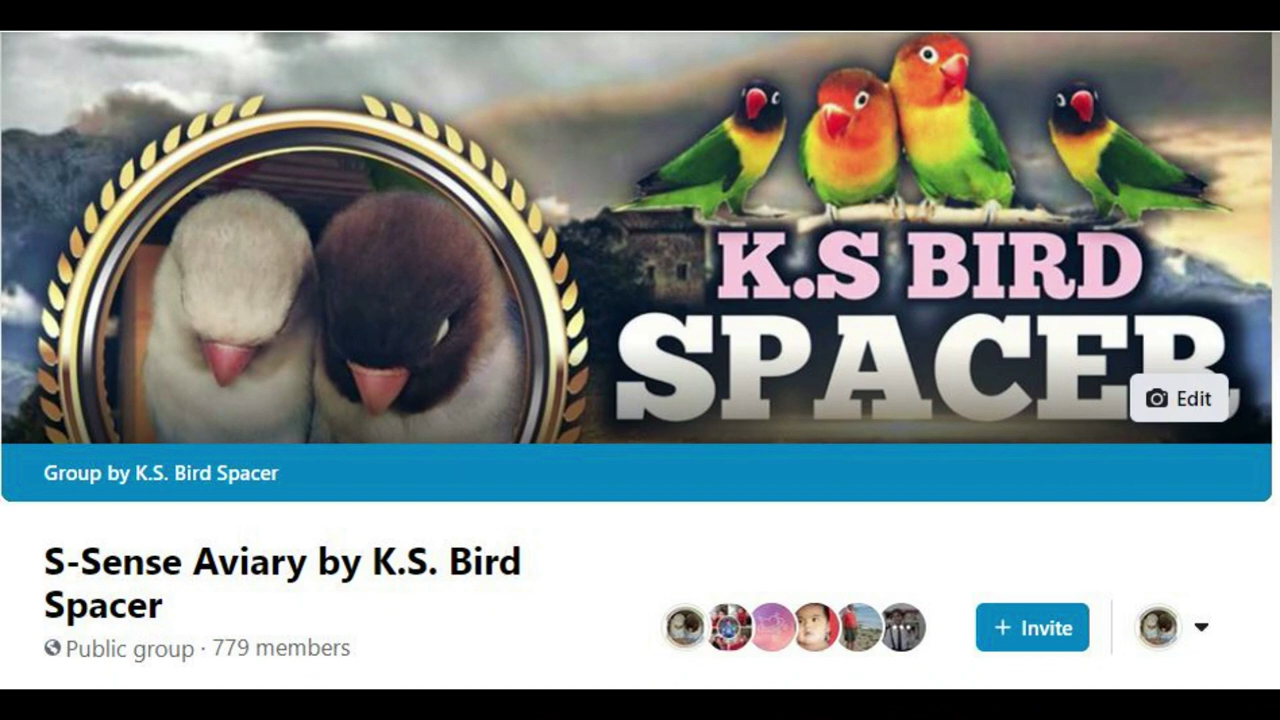 K.S BIRD
SPACER
Edit
Group by K.S. Bird Spacer
S-Sense Aviary by K.S. Bird
Spacer
Public group · 779 members
+ Invite